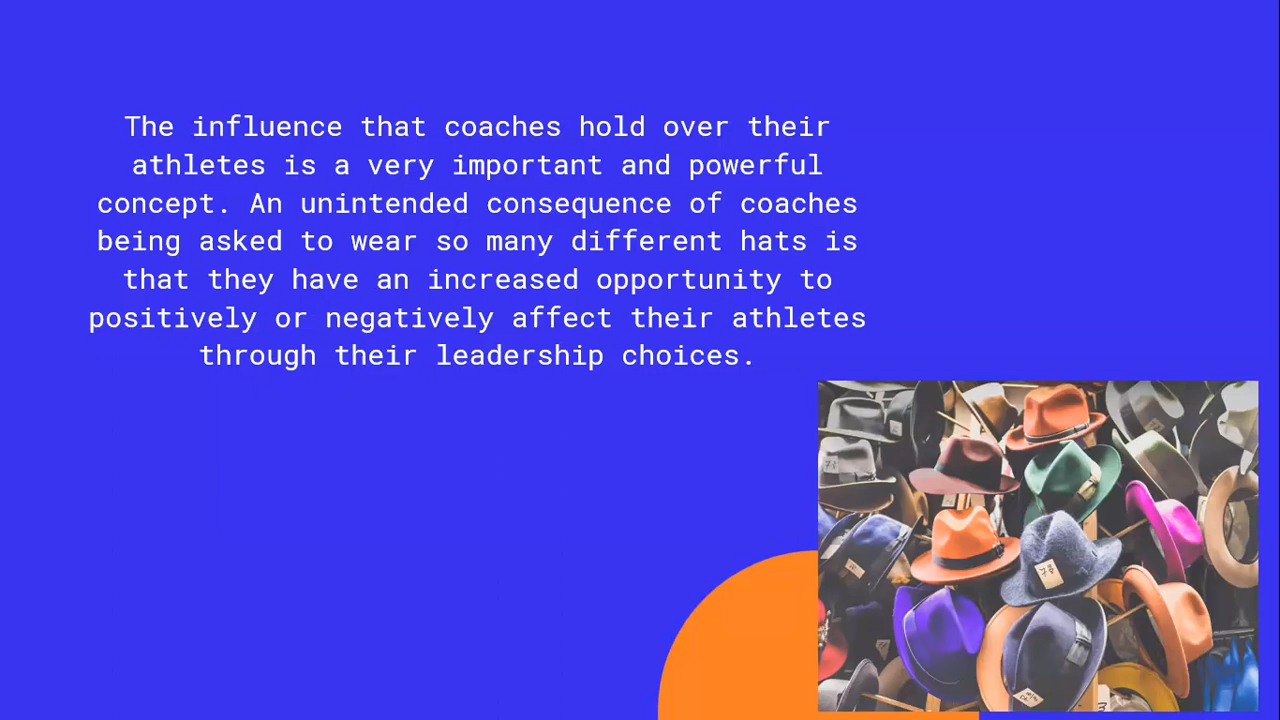 The influence that coaches hold over their
athletes is a very important and powerful
concept. An unintended consequence of coaches
being asked to wear so many different hats is
that they have an increased opportunity to
positively or negatively affect their athletes
through their leadership choices.